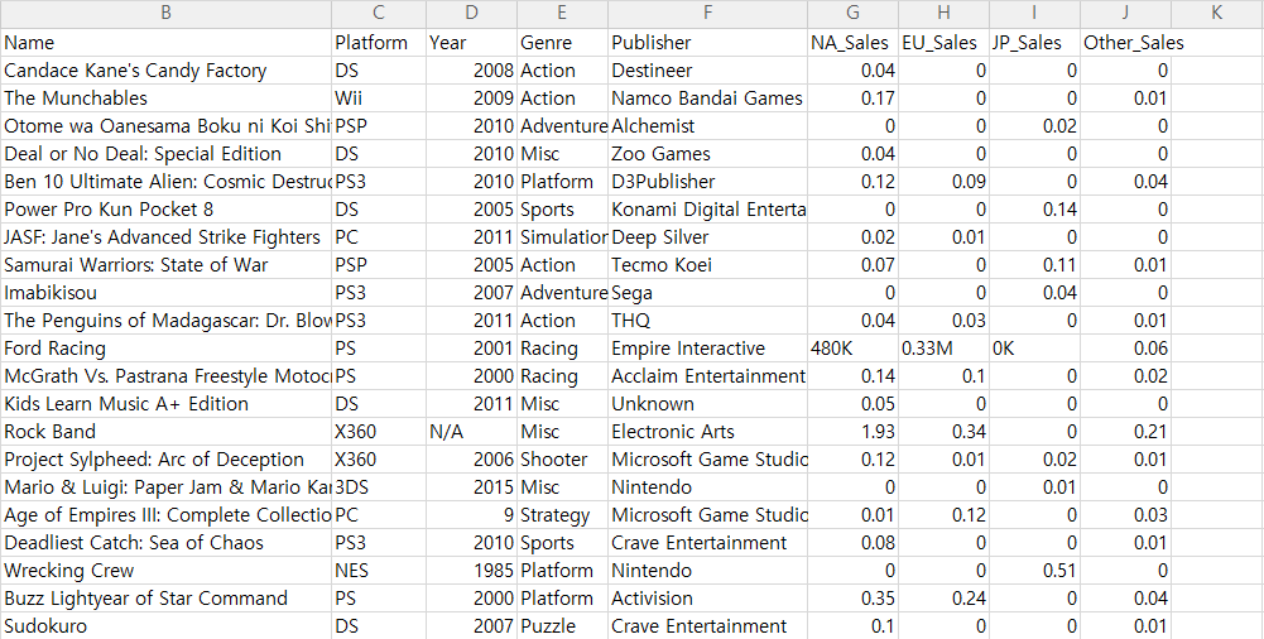 B C D E F G H I J K
Name Platform Year Genre Publisher NA_Sales EU_Sales JP_Sales Other_Sales
Candace Kane's Candy Factory DS 2008 Action Destineer 0.04 0 0 0
The Munchables Wii 2009 Action Namco Bandai Games 0.17 0 0 0.01
Otome wa Oanesama Boku ni Koi Shi PSP 2010 Adventure Alchemist 0 0 0.02 0
Deal or No Deal: Special Edition DS 2010 Misc Zoo Games 0.04 0 0 0
Ben 10 Ultimate Alien: Cosmic Destruc PS3 2010 Platform D3Publisher 0.12 0.09 0 0.04
Power Pro Kun Pocket 8 DS 2005 Sports Konami Digital Enterta 0 0 0.14 0
JASF: Jane's Advanced Strike Fighters PC 2011 Simulation Deep Silver 0.02 0.01 0 0
Samurai Warriors: State of War PSP 2005 Action Tecmo Koei 0.07 0 0.11 0.01
Imabikisou PS3 2007 Adventure Sega 0 0 0.04 0
The Penguins of Madagascar: Dr. Blow PS3 2011 Action THQ 0.04 0.03 0 0.01
Ford Racing PS 2001 Racing Empire Interactive 480K 0.33M 0K 0.06
McGrath Vs. Pastrana Freestyle Motoc PS 2000 Racing Acclaim Entertainment 0.14 0.1 0 0.02
Kids Learn Music A+ Edition DS 2011 Misc Unknown 0.05 0 0 0
Rock Band X360 N/A Misc Electronic Arts 1.93 0.34 0 0.21
Project Sylpheed: Arc of Deception X360 2006 Shooter Microsoft Game Studio 0.12 0.01 0.02 0.01
Mario & Luigi: Paper Jam & Mario Kar 3DS 2015 Misc Nintendo 0 0 0.01 0
Age of Empires III: Complete Collectio PC 9 Strategy Microsoft Game Studio 0.01 0.12 0 0.03
Deadliest Catch: Sea of Chaos PS3 2010 Sports Crave Entertainment 0.08 0 0 0.01
Wrecking Crew NES 1985 Platform Nintendo 0 0 0.51 0
Buzz Lightyear of Star Command PS 2000 Platform Activision 0.35 0.24 0 0.04
Sudokuro DS 2007 Puzzle Crave Entertainment 0.1 0 0 0.01